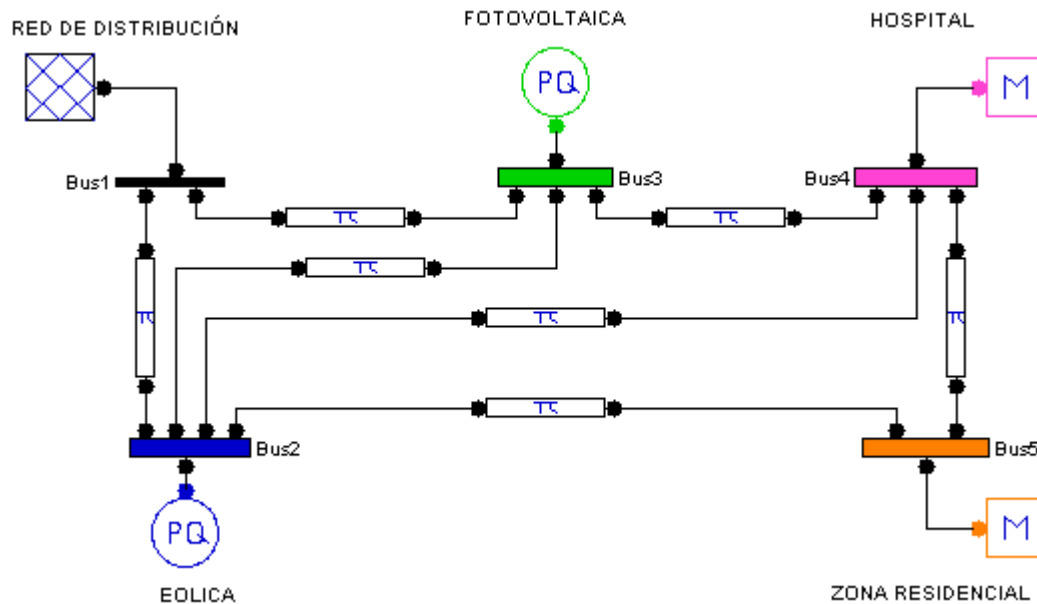 RED DE DISTRIBUCIÓN
FOTOVOLTAICA
HOSPITAL
PQ
M
Bus1
Bus3
Bus4
π
π
π
π
π
π
π
Bus2
Bus5
PQ
M
EOLICA
ZONA RESIDENCIAL